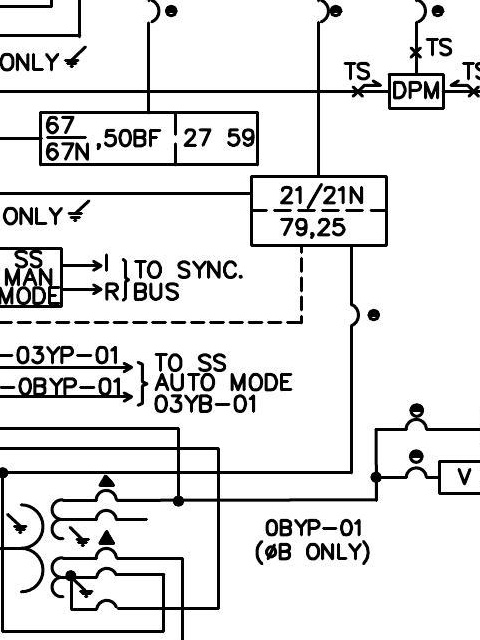 ONLY
TS
TS
TS
DPM
67
67N
,50BF
27 59
21/21N
79,25
ONLY
SS
MAN
MODE
I
R
TO SYNC.
BUS
-03YP-01
-0BYP-01
TO SS
AUTO MODE
03YB-01
V
0BYP-01
(ØB ONLY)